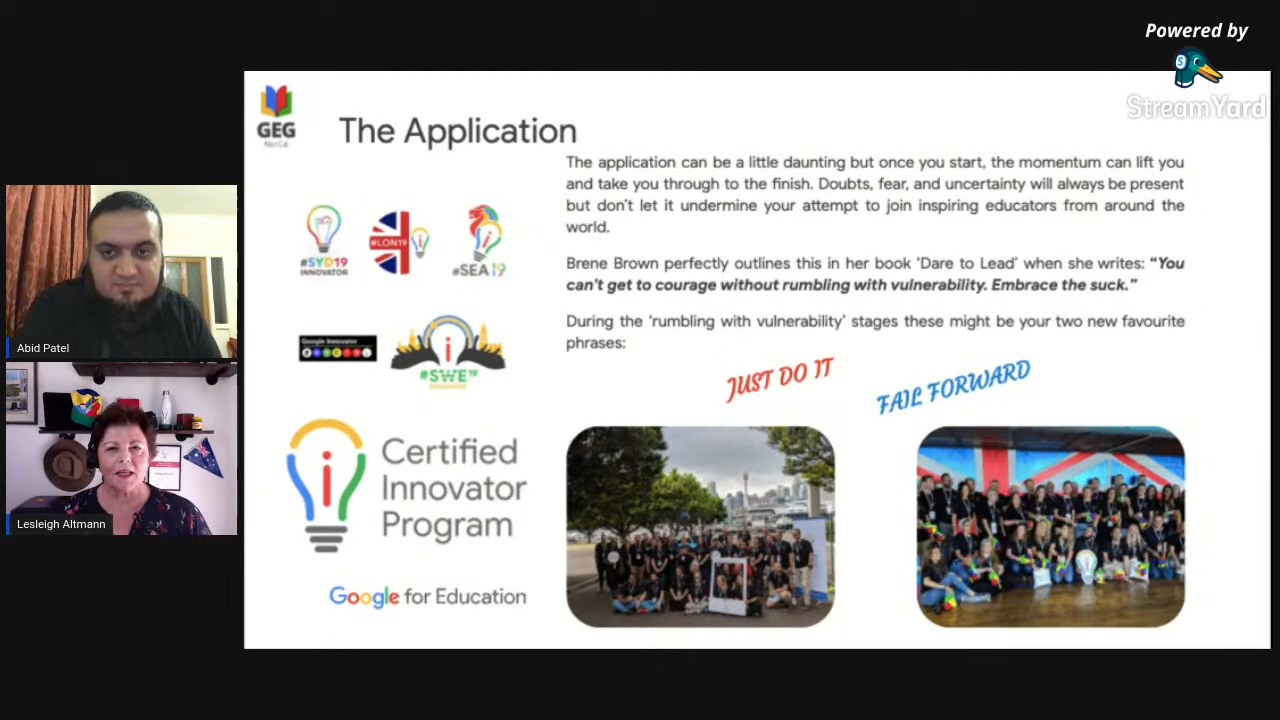 Powered by
StreamYard
GEG
The Application
The application can be a little daunting but once you start, the momentum can lift you
and take you through to the finish. Doubts, fear, and uncertainty will always be present
but don't let it undermine your attempt to join inspiring educators from around the
world.
Brene Brown perfectly outlines this in her book 'Dare to Lead' when she writes: "You
can't get to courage without rumbling with vulnerability. Embrace the suck."
During the 'rumbling with vulnerability' stages these might be your two new favourite
phrases:
JUST DO IT
FAIL FORWARD
#SYD19
INNOVATOR
#LON19
#SEA19
Google Innovator
#SWE19
Certified
Innovator
Program
Google for Education
Abid Patel
Lesleigh Altmann